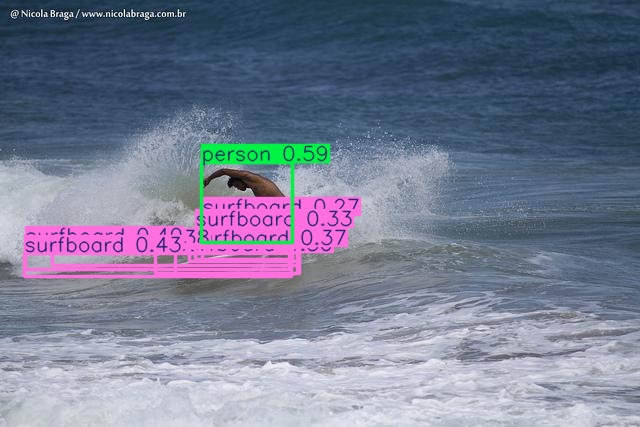 @ Nicola Braga / www.nicolabraga.com.br
person 0.59
surfboard 0.27
surfboard 0.33
surfboard 0.37
surfboard 0.43